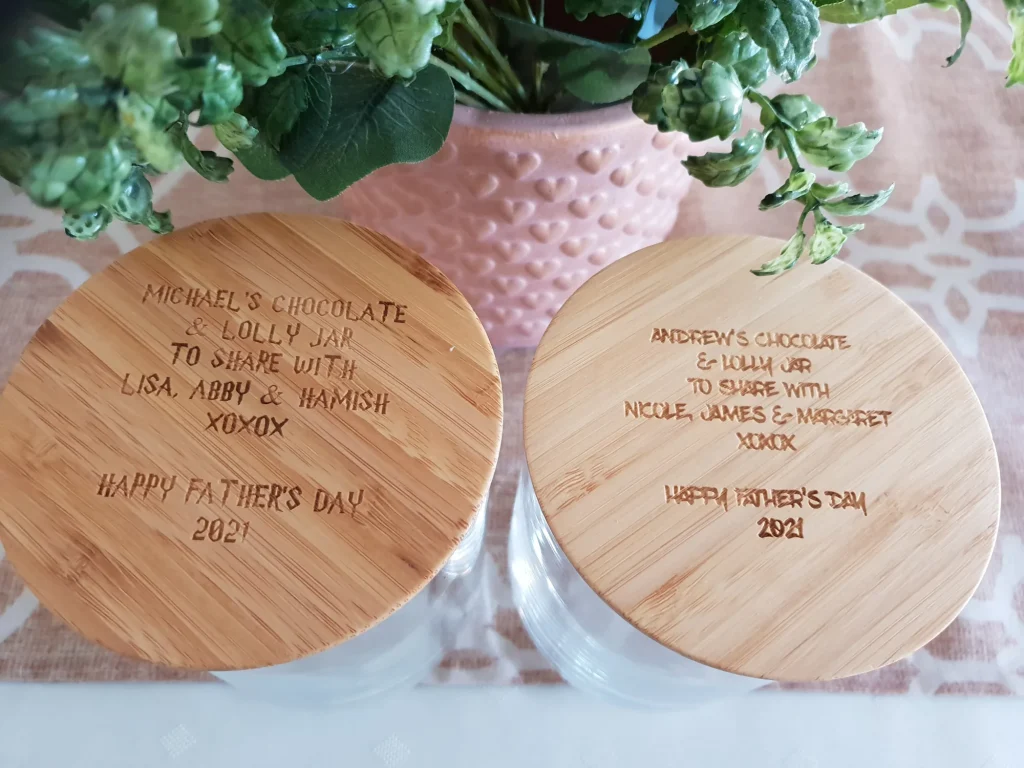 MICHAEL'S CHOCOLATE
& LOLLY JAR
TO SHARE WITH
LISA, ABBY & HAMISH
XOXOX
HAPPY FATHER'S DAY
2021
ANDREW'S CHOCOLATE
& LOLLY JAR
TO SHARE WITH
NICOLE, JAMES & MARGARET
XOXOX
HAPPY FATHER'S DAY
2021